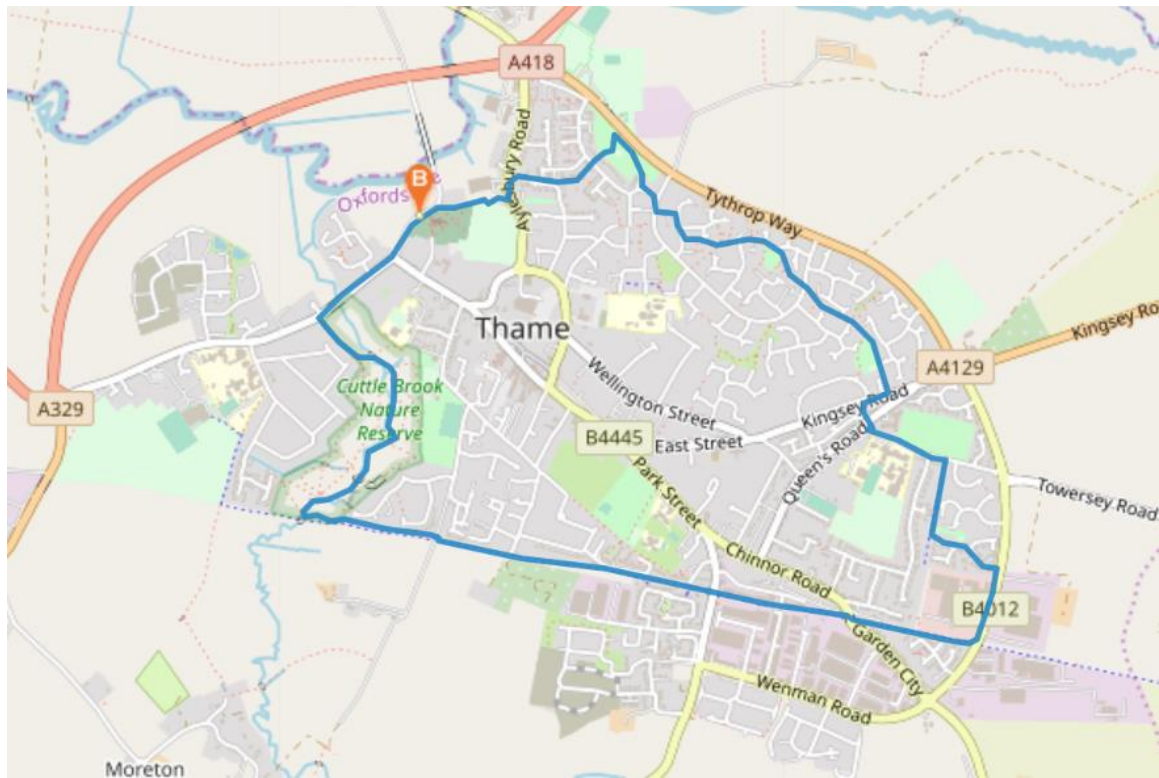 A418
Aylesbury Road
B
Tythrop Way
Thame
Kingsey Ro
A4129
Cuttle Brook
Nature
Reserve
A329
Wellington Street
Kingsey Road
B4445
East Street
Queen's Road
Park Street
Towersey Road
Chinnor Road
B4012
Garden City
Wenman Road
Moreton